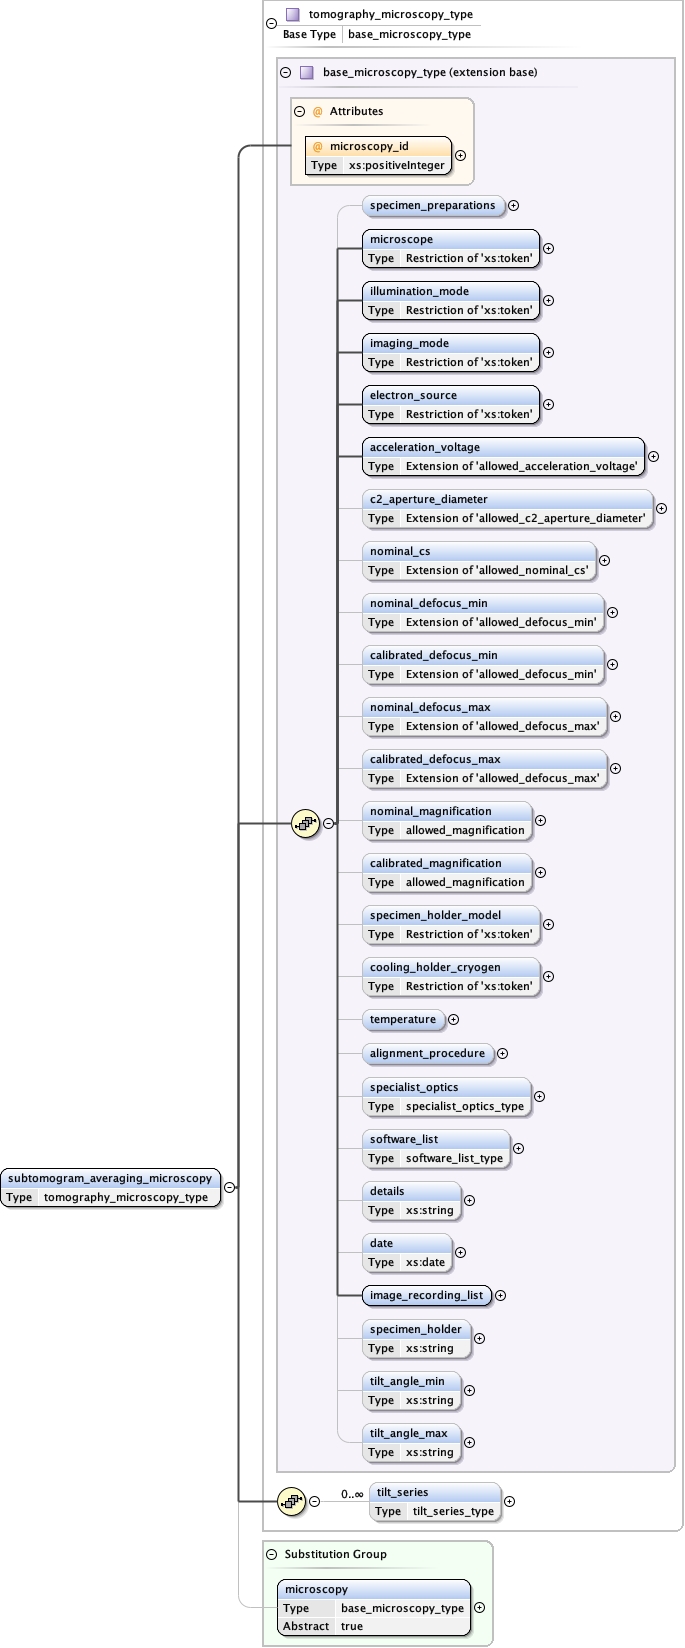 tomography_microscopy_type
Base Type base_microscopy_type
base_microscopy_type (extension base)
@ Attributes
@ microscopy_id
Type xs:positiveInteger
specimen_preparations
microscope
Type Restriction of 'xs:token'
illumination_mode
Type Restriction of 'xs:token'
imaging_mode
Type Restriction of 'xs:token'
electron_source
Type Restriction of 'xs:token'
acceleration_voltage
Type Extension of 'allowed_acceleration_voltage'
c2_aperture_diameter
Type Extension of 'allowed_c2_aperture_diameter'
nominal_cs
Type Extension of 'allowed_nominal_cs'
nominal_defocus_min
Type Extension of 'allowed_defocus_min'
calibrated_defocus_min
Type Extension of 'allowed_defocus_min'
nominal_defocus_max
Type Extension of 'allowed_defocus_max'
calibrated_defocus_max
Type Extension of 'allowed_defocus_max'
nominal_magnification
Type allowed_magnification
calibrated_magnification
Type allowed_magnification
specimen_holder_model
Type Restriction of 'xs:token'
cooling_holder_cryogen
Type Restriction of 'xs:token'
temperature
alignment_procedure
specialist_optics
Type specialist_optics_type
software_list
Type software_list_type
subtomogram_averaging_microscopy
Type tomography_microscopy_type
details
Type xs:string
date
Type xs:date
image_recording_list
specimen_holder
Type xs:string
tilt_angle_min
Type xs:string
tilt_angle_max
Type xs:string
0..∞
tilt_series
Type tilt_series_type
Substitution Group
microscopy
Type base_microscopy_type
Abstract true